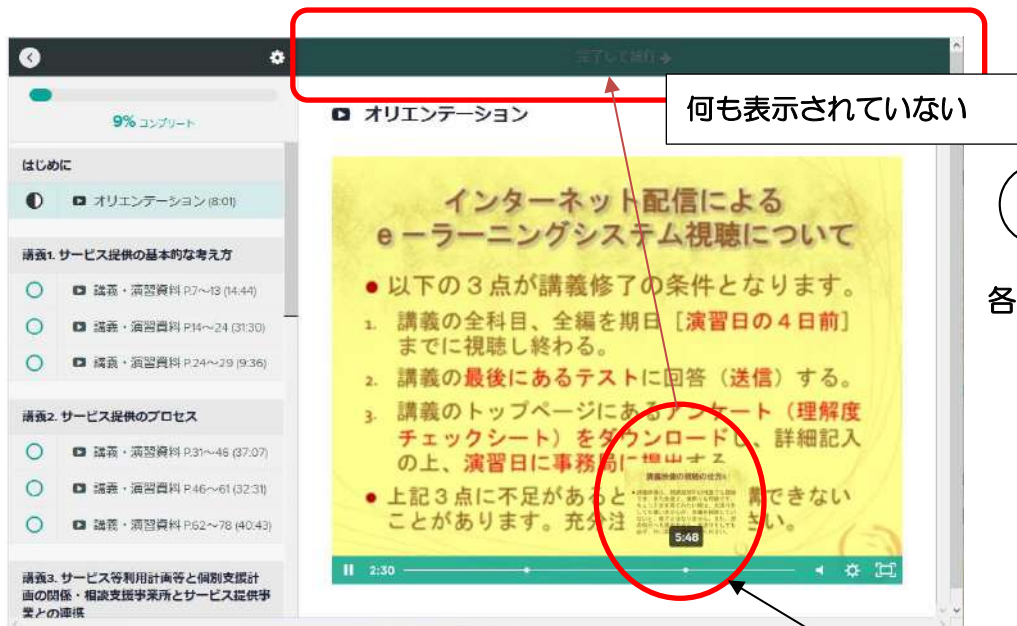 完了して続行→
何も表示されていない
9% コンプリート
はじめに
オリエンテーション (8:01)
講義1. サービス提供の基本的な考え方
講義・演習資料 P.7～13 (14:44)
講義・演習資料 P.14～24 (31:30)
講義・演習資料 P.24～29 (9:36)
講義2. サービス提供のプロセス
講義・演習資料 P.31～46 (37:07)
講義・演習資料 P.46～61 (32:31)
講義・演習資料 P.62～78 (40:43)
講義3. サービス等利用計画等と個別支援計
画の関係・相談支援事業所とサービス提供事
業との連携
オリエンテーション
インターネット配信による
e－ラーニングシステム視聴について
● 以下の３点が講義修了の条件となります。
1. 講義の全科目、全編を期日［演習日の４日前］
までに視聴し終わる。
2. 講義の最後にあるテストに回答（送信）する。
3. 講義のトップページにあるアンケート（理解度
チェックシート）をダウンロードし、詳細記入
の上、演習日に事務局に提出する
● 上記３点に不足があると 講できない
ことがあります。充分注 さい。
講義映像の視聴の仕方
5:48
2:30
各